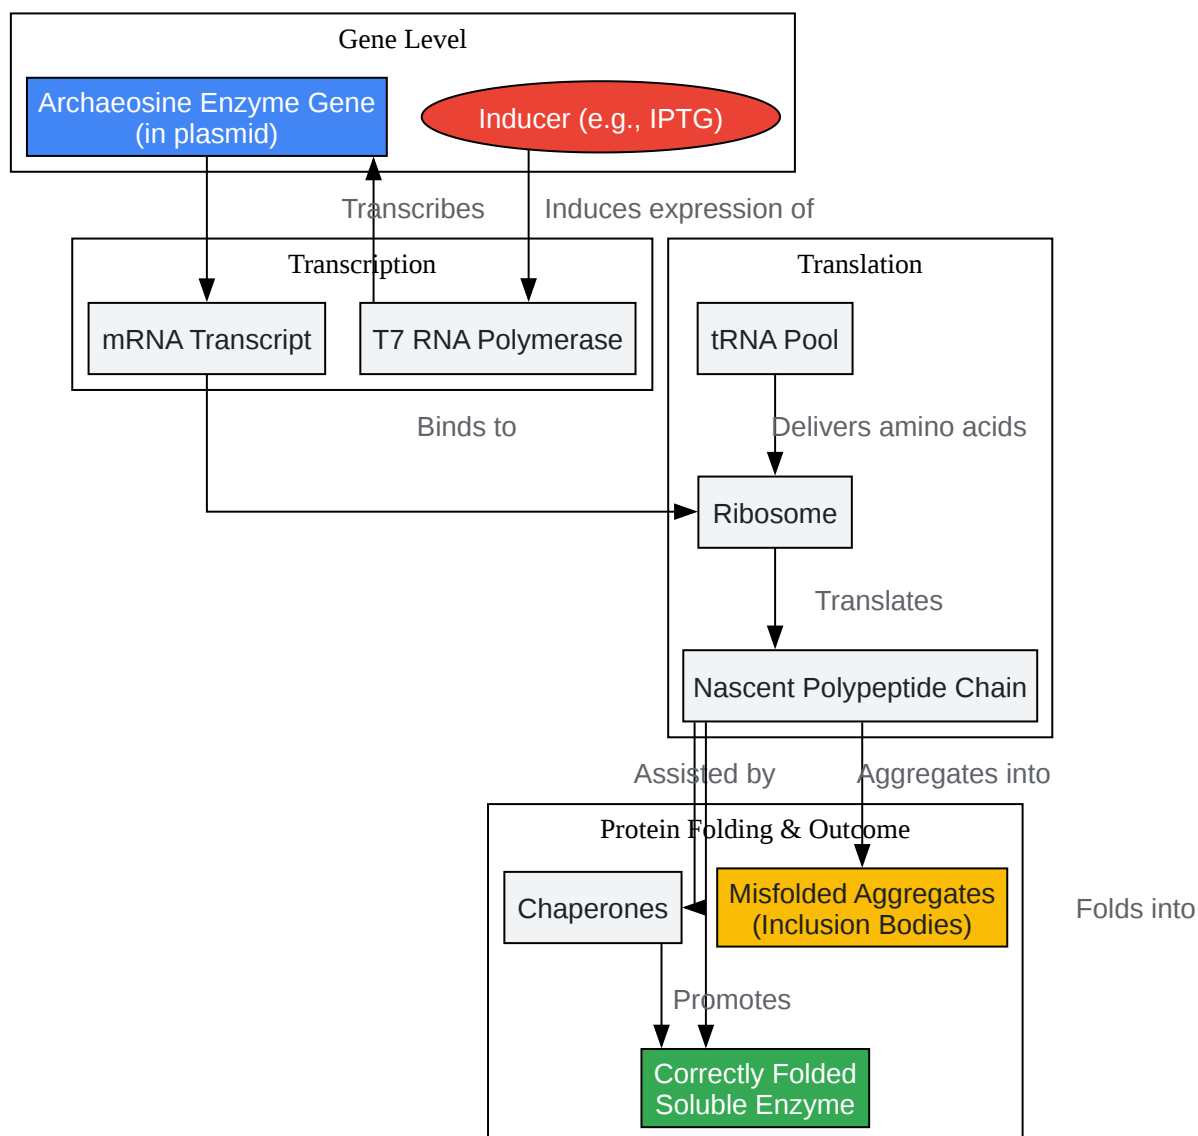 Gene Level
Archaeosine Enzyme Gene
(in plasmid)
Inducer (e.g., IPTG)
Transcribes
Induces expression of
Transcription
Translation
mRNA Transcript
T7 RNA Polymerase
tRNA Pool
Binds to
Delivers amino acids
Ribosome
Translates
Nascent Polypeptide Chain
Assisted by
Aggregates into
Protein Folding & Outcome
Chaperones
Misfolded Aggregates
(Inclusion Bodies)
Folds into
Promotes
Correctly Folded
Soluble Enzyme